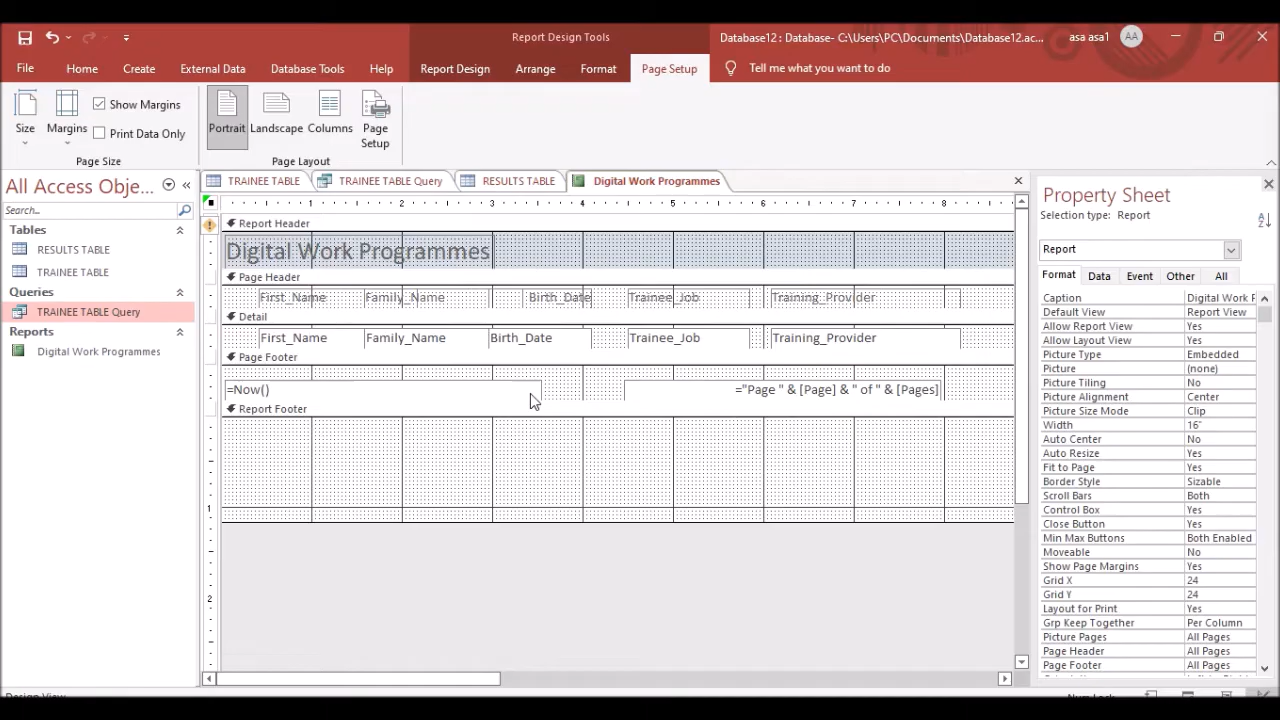 Report Design Tools
Database12 : Database- C:\Users\PC\Documents\Database12.ac...
asa asa1
AA
File
Home
Create
External Data
Database Tools
Help
Report Design
Arrange
Format
Page Setup
Tell me what you want to do
Size
Margins
Show Margins
Print Data Only
Portrait
Landscape
Columns
Page Setup
Page Size
Page Layout
All Access Obje...
Search...
Tables
RESULTS TABLE
TRAINEE TABLE
Queries
TRAINEE TABLE Query
Reports
Digital Work Programmes
TRAINEE TABLE
TRAINEE TABLE Query
RESULTS TABLE
Digital Work Programmes
1 2 3 4 5 6 7 8
Report Header
Digital Work Programmes
Page Header
First_Name Family_Name Birth_Date Trainee_Job Training_Provider
Detail
First_Name Family_Name Birth_Date Trainee_Job Training_Provider
Page Footer
=Now() ="Page " & [Page] & " of " & [Pages]
Report Footer
1
2
Property Sheet
Selection type: Report
Report
Format Data Event Other All
Caption Digital Work P
Default View Report View
Allow Report View Yes
Allow Layout View Yes
Picture Type Embedded
Picture (none)
Picture Tiling No
Picture Alignment Center
Picture Size Mode Clip
Width 16"
Auto Center No
Auto Resize Yes
Fit to Page Yes
Border Style Sizable
Scroll Bars Both
Control Box Yes
Close Button Yes
Min Max Buttons Both Enabled
Moveable No
Show Page Margins Yes
Grid X 24
Grid Y 24
Layout for Print Yes
Grp Keep Together Per Column
Picture Pages All Pages
Page Header All Pages
Page Footer All Pages